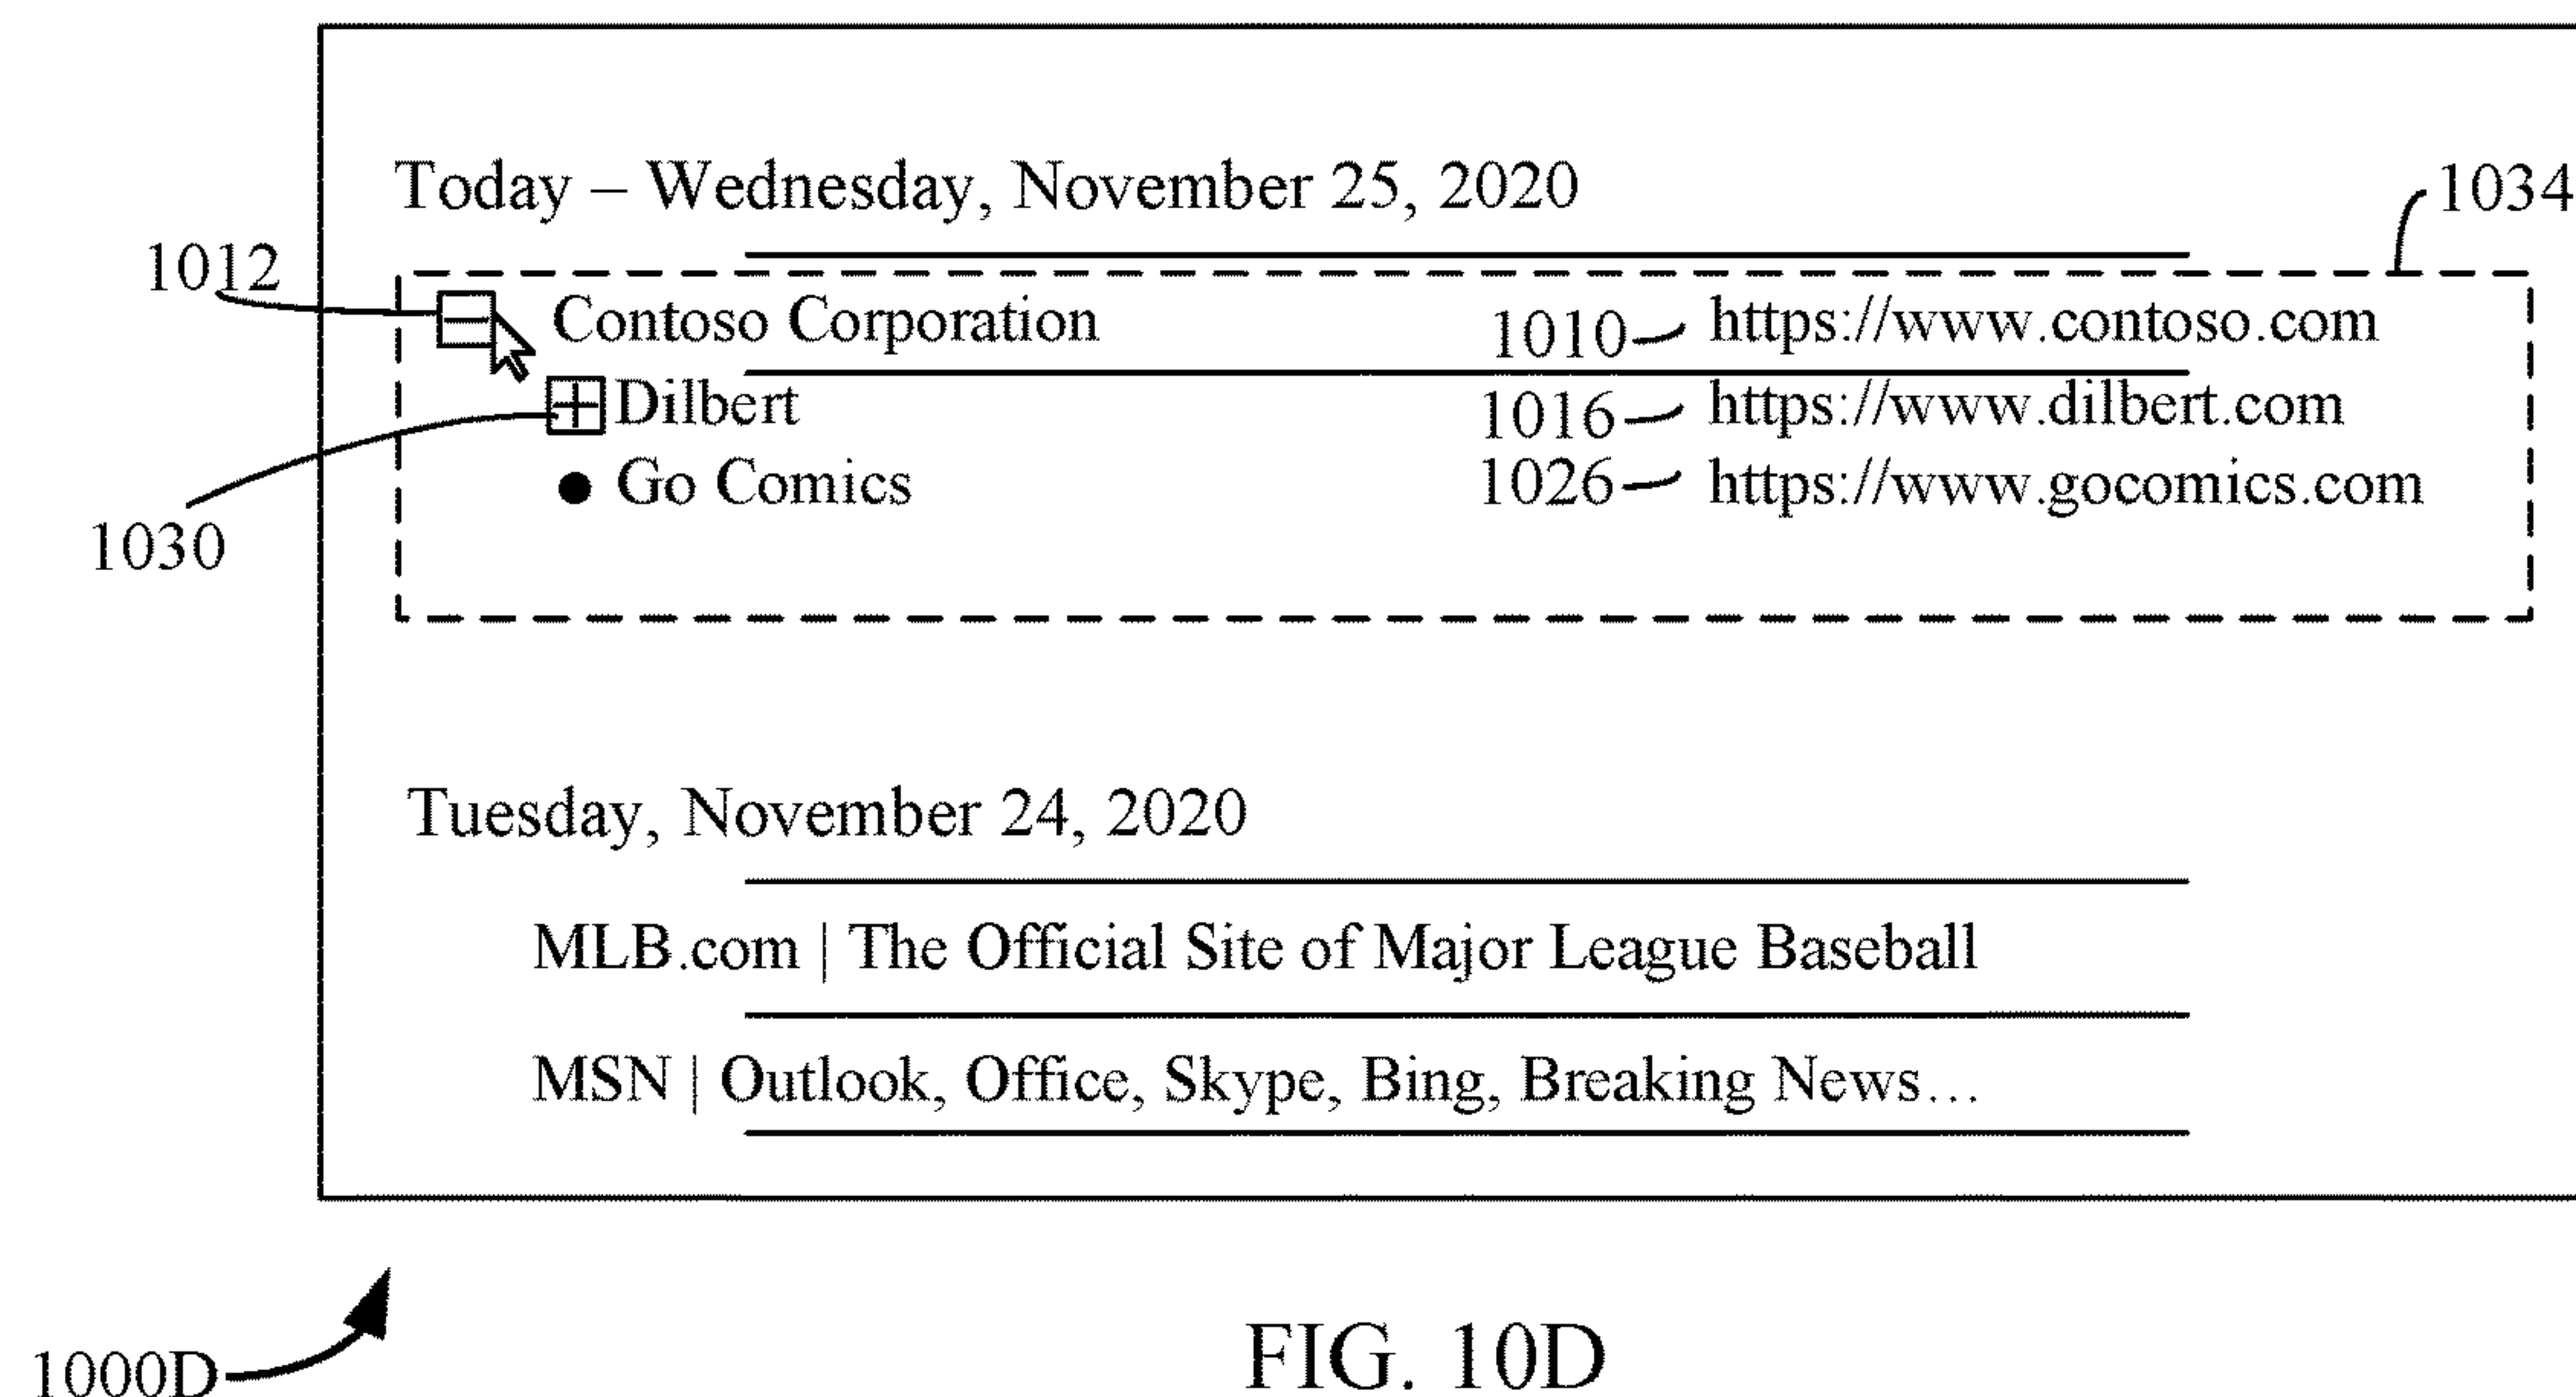 Today – Wednesday, November 25, 2020
1034
1012
Contoso Corporation 1010 https://www.contoso.com
Dilbert 1016 https://www.dilbert.com
• Go Comics 1026 https://www.gocomics.com
1030
Tuesday, November 24, 2020
MLB.com | The Official Site of Major League Baseball
MSN | Outlook, Office, Skype, Bing, Breaking News…
1000D
FIG. 10D